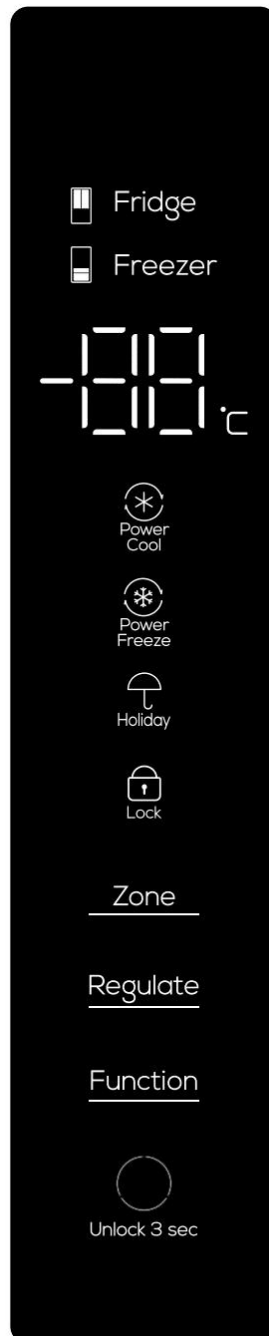 Fridge
Freezer
-88 °C
Power
Cool
Power
Freeze
Holiday
Lock
Zone
Regulate
Function
Unlock 3 sec